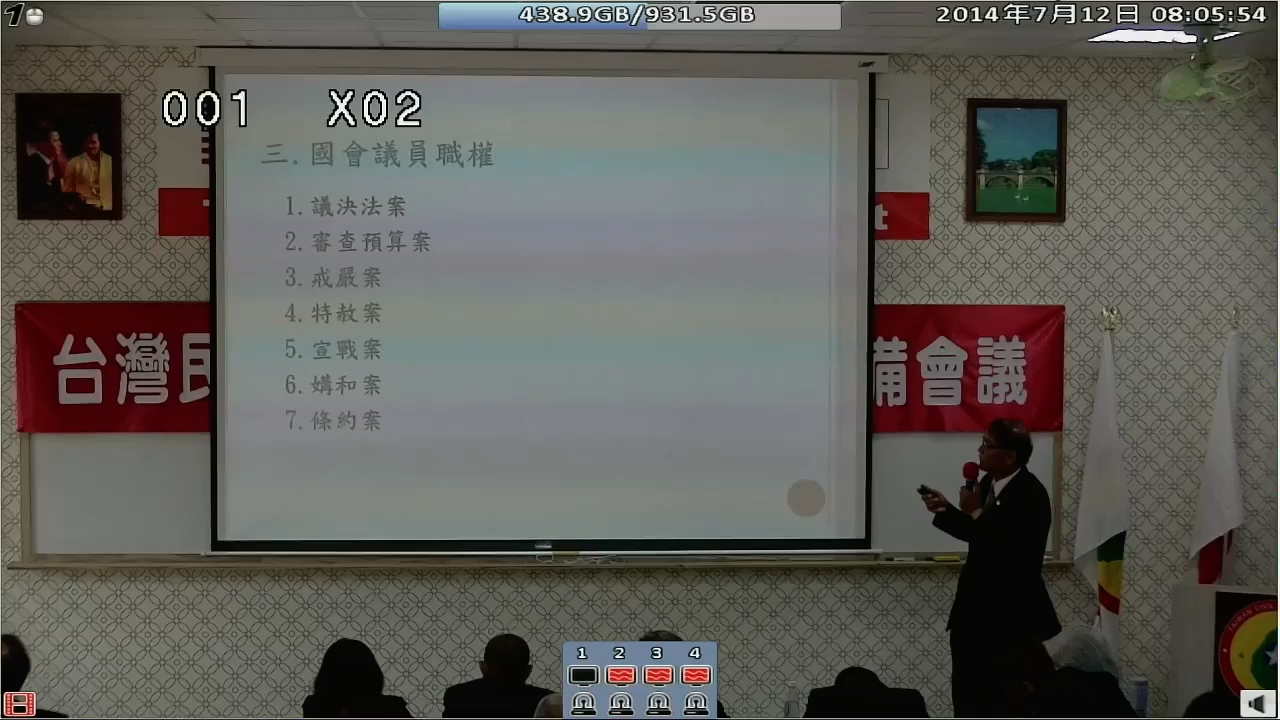 1
438.9GB/931.5GB
2014年7月12日 08:05:54
001 X02
三.國會議員職權
1.議決法案
2.審查預算案
3.戒嚴案
4.特赦案
5.宣戰案
6.媾和案
7.條約案
t
台灣民
備會議
TAIWAN CIVIL
1 2 3 4